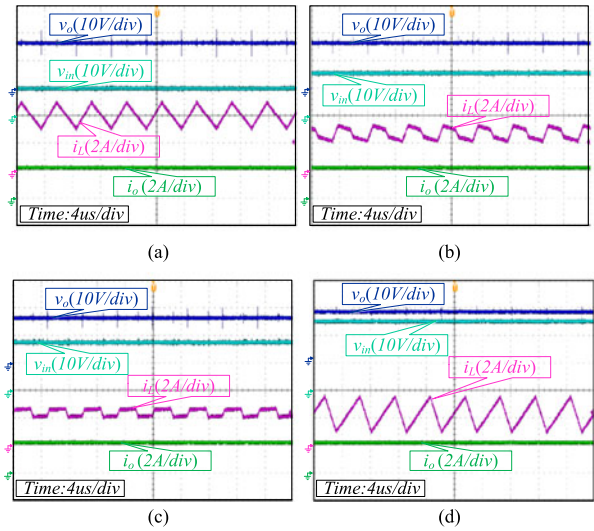 vo(10V/div)
vin(10V/div)
iL(2A/div)
io(2A/div)
Time:4us/div
(a)
vo(10V/div)
vin(10V/div)
iL(2A/div)
io(2A/div)
Time:4us/div
(b)
vo(10V/div)
vin(10V/div)
iL(2A/div)
io(2A/div)
Time:4us/div
(c)
vo(10V/div)
vin(10V/div)
iL(2A/div)
io(2A/div)
Time:4us/div
(d)